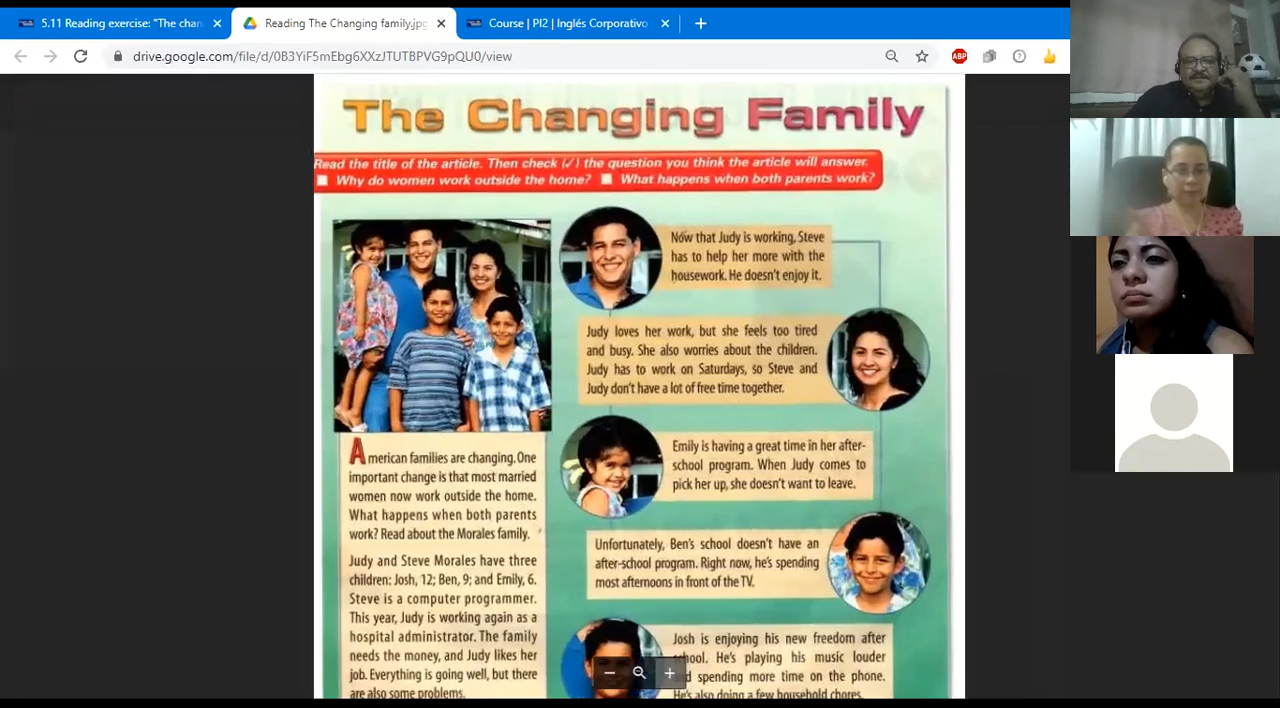 5.11 Reading exercise: "The chan
Reading The Changing family.jpg
Course | PI2 | Inglés Corporativo
drive.google.com/file/d/0B3YiF5mEbg6XXzJTUTBPVG9pQU0/view
ABP
The Changing Family
Read the title of the article. Then check (✓) the question you think the article will answer.
Why do women work outside the home? What happens when both parents work?
Now that Judy is working, Steve
has to help her more with the
housework. He doesn't enjoy it.
Judy loves her work, but she feels too tired
and busy. She also worries about the children.
Judy has to work on Saturdays, so Steve and
Judy don't have a lot of free time together.
American families are changing. One
important change is that most married
women now work outside the home.
What happens when both parents
work? Read about the Morales family.
Judy and Steve Morales have three
children: Josh, 12; Ben, 9; and Emily, 6.
Steve is a computer programmer.
This year, Judy is working again as a
hospital administrator. The family
needs the money, and Judy likes her
job. Everything is going well, but there
are also some problems.
Emily is having a great time in her after-
school program. When Judy comes to
pick her up, she doesn't want to leave.
Unfortunately, Ben's school doesn't have an
after-school program. Right now, he's spending
most afternoons in front of the TV.
Josh is enjoying his new freedom after
school. He's playing his music louder
and spending more time on the phone.
He's also doing a few household chores.